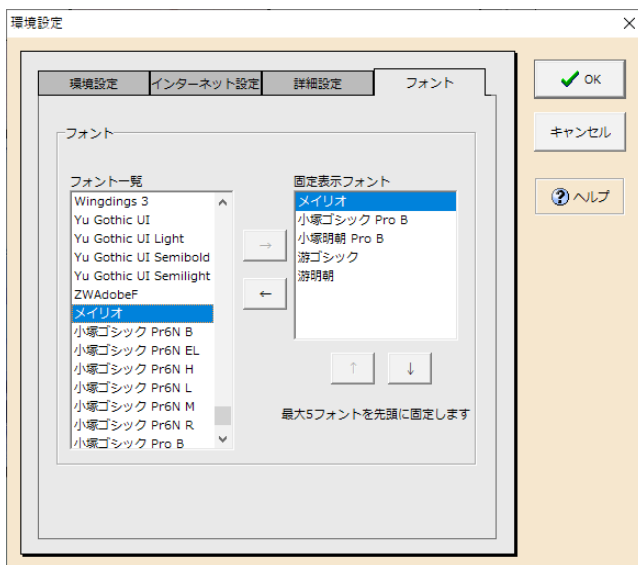 環境設定
環境設定
インターネット設定
詳細設定
フォント
OK
キャンセル
ヘルプ
フォント
フォント一覧
Wingdings 3
Yu Gothic UI
Yu Gothic UI Light
Yu Gothic UI Semibold
Yu Gothic UI Semilight
ZWAdobeF
メイリオ
小塚ゴシック Pr6N B
小塚ゴシック Pr6N EL
小塚ゴシック Pr6N H
小塚ゴシック Pr6N L
小塚ゴシック Pr6N M
小塚ゴシック Pr6N R
小塚ゴシック Pro B
固定表示フォント
メイリオ
小塚ゴシック Pro B
小塚明朝 Pro B
游ゴシック
游明朝
最大5フォントを先頭に固定します